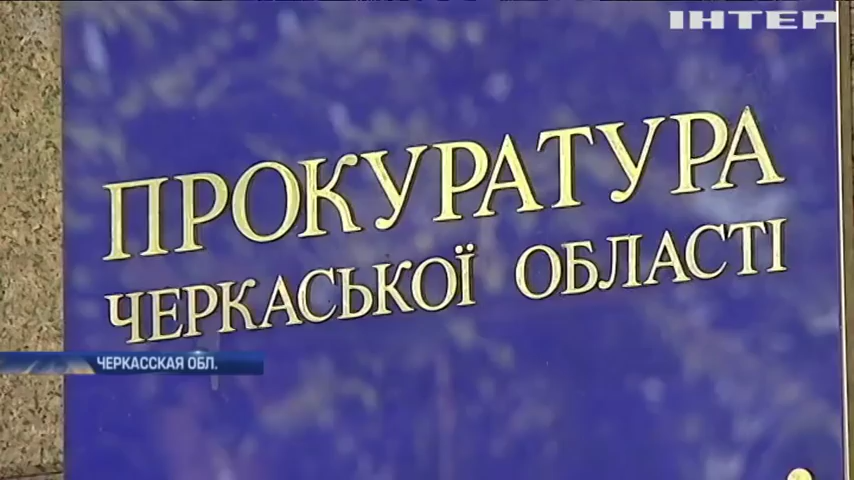 ІНТЕР
ПРОКУРАТУРА
ЧЕРКАСЬКОЇ ОБЛАСТІ
ЧЕРКАССКАЯ ОБЛ.